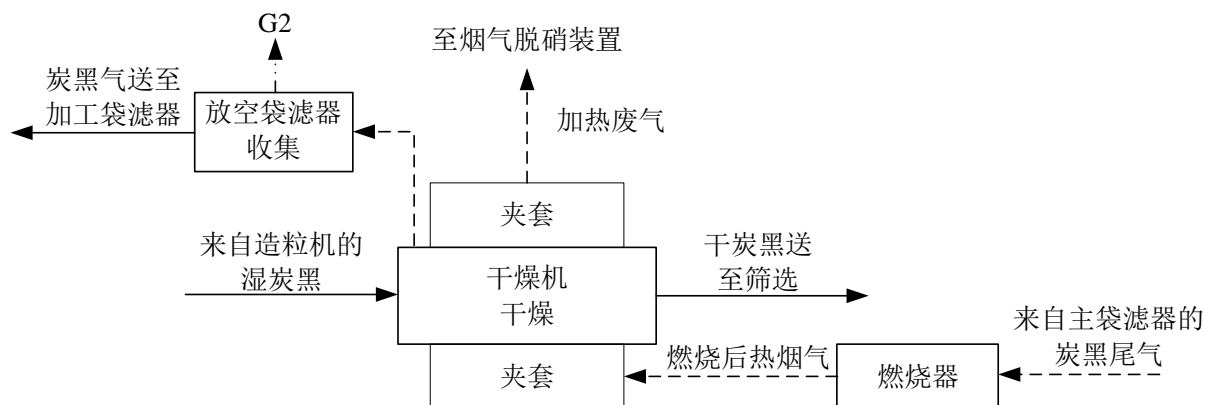 G2
至烟气脱硝装置
炭黑气送至
加工袋滤器
放空袋滤器
收集
加热废气
夹套
来自造粒机的
湿炭黑
干燥机
干燥
干炭黑送
至筛选
来自主袋滤器的
炭黑尾气
燃烧后热烟气
夹套
燃烧器